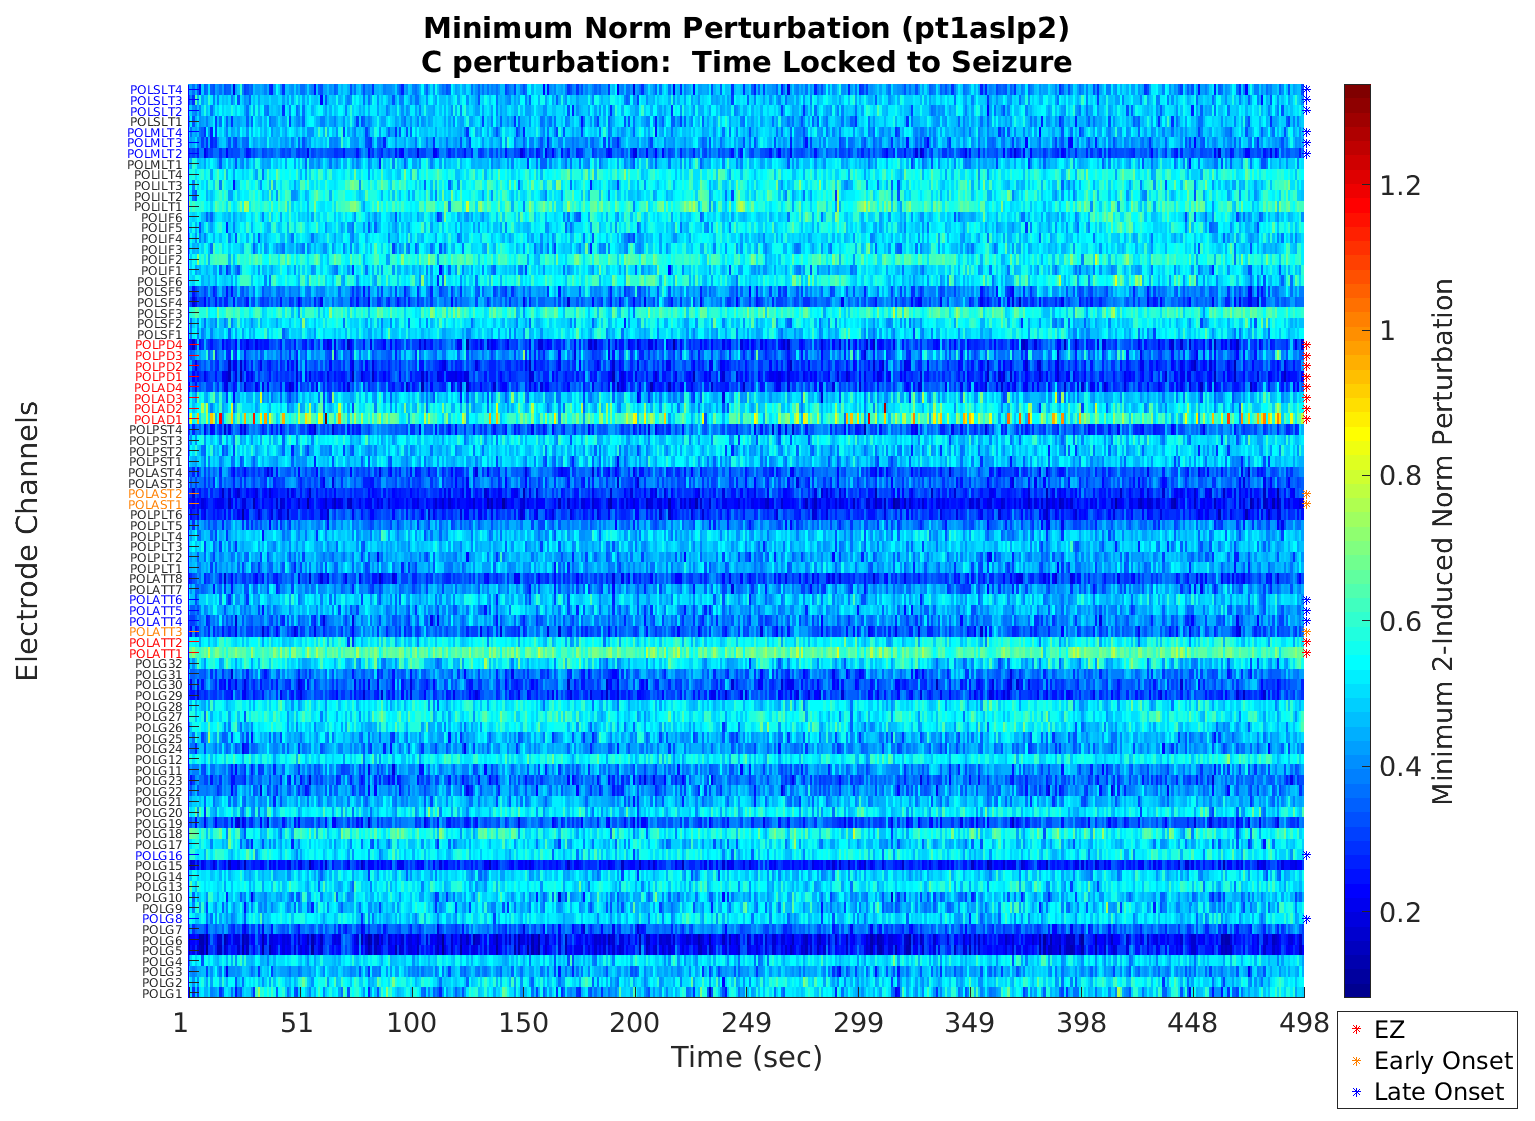 Minimum Norm Perturbation (pt1aslp2)
C perturbation:  Time Locked to Seizure
Electrode Channels
POLSLT4
POLSLT3
POLSLT2
POLSLT1
POLMLT4
POLMLT3
POLMLT2
POLMLT1
POLILT4
POLILT3
POLILT2
POLILT1
POLIF6
POLIF5
POLIF4
POLIF3
POLIF2
POLIF1
POLSF6
POLSF5
POLSF4
POLSF3
POLSF2
POLSF1
POLPD4
POLPD3
POLPD2
POLPD1
POLAD4
POLAD3
POLAD2
POLAD1
POLPST4
POLPST3
POLPST2
POLPST1
POLAST4
POLAST3
POLAST2
POLAST1
POLPLT6
POLPLT5
POLPLT4
POLPLT3
POLPLT2
POLPLT1
POLATT8
POLATT7
POLATT6
POLATT5
POLATT4
POLATT3
POLATT2
POLATT1
POLG32
POLG31
POLG30
POLG29
POLG28
POLG27
POLG26
POLG25
POLG24
POLG12
POLG11
POLG23
POLG22
POLG21
POLG20
POLG19
POLG18
POLG17
POLG16
POLG15
POLG14
POLG13
POLG10
POLG9
POLG8
POLG7
POLG6
POLG5
POLG4
POLG3
POLG2
POLG1
1 51 100 150 200 249 299 349 398 448 498
Time (sec)
1.2
1
0.8
0.6
0.4
0.2
Minimum 2-Induced Norm Perturbation
EZ
Early Onset
Late Onset